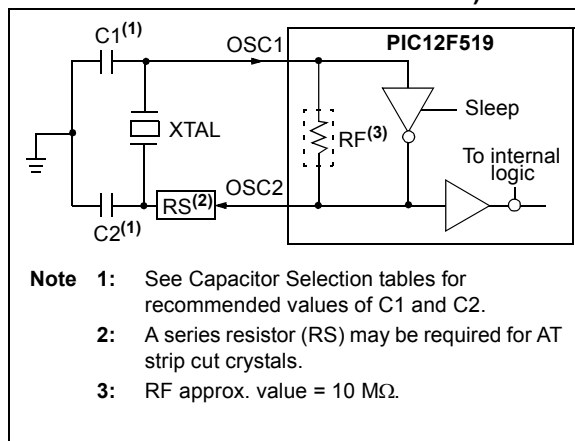 C1(1)
OSC1
PIC12F519
Sleep
XTAL
RF(3)
To internal
logic
OSC2
RS(2)
C2(1)
Note 1: See Capacitor Selection tables for
recommended values of C1 and C2.
2: A series resistor (RS) may be required for AT
strip cut crystals.
3: RF approx. value = 10 MΩ.